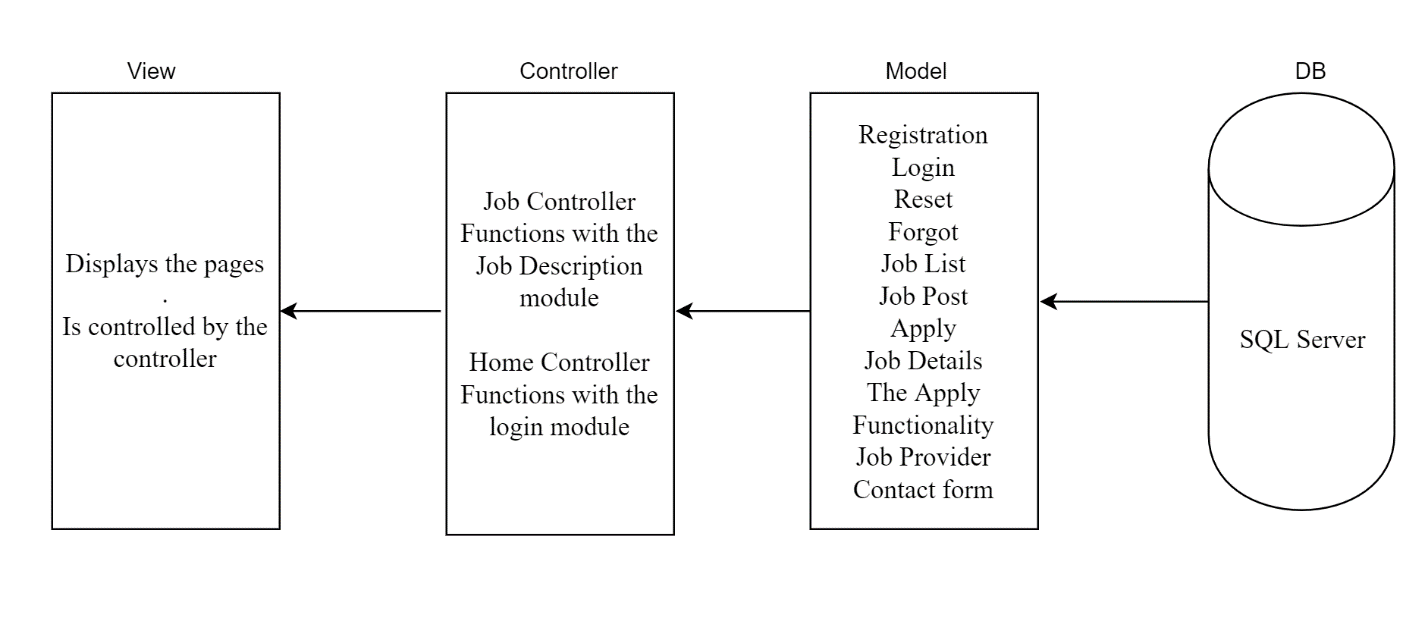 View
Displays the pages
.
Is controlled by the
controller
Controller
Job Controller
Functions with the
Job Description
module
Home Controller
Functions with the
login module
Model
Registration
Login
Reset
Forgot
Job List
Job Post
Apply
Job Details
The Apply
Functionality
Job Provider
Contact form
DB
SQL Server